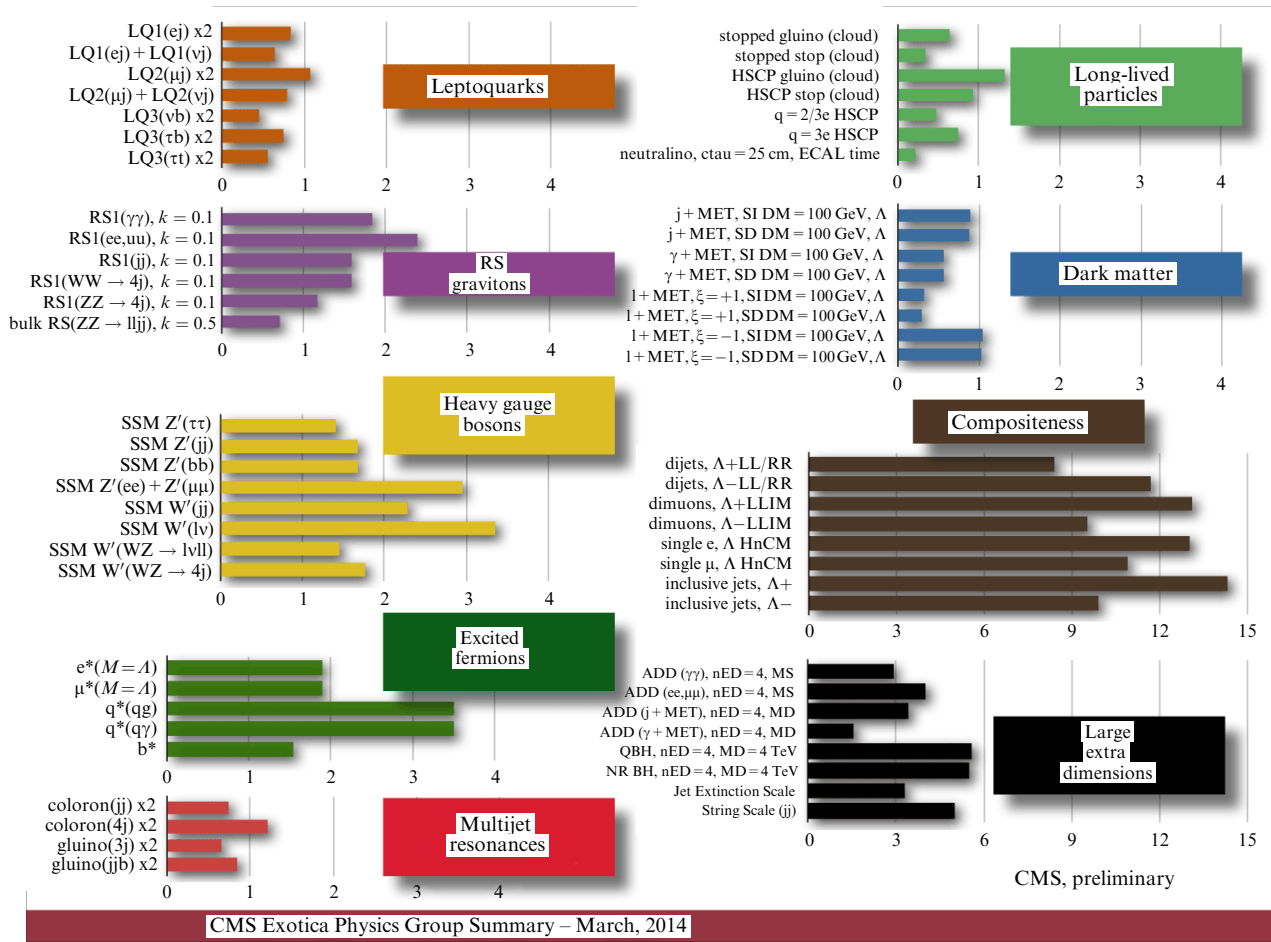 LQ1(ej) x2
LQ1(ej) + LQ1(νj)
LQ2(μj) x2
LQ2(μj) + LQ2(νj)
LQ3(νb) x2
LQ3(τb) x2
LQ3(τt) x2
0 1 2 3 4
Leptoquarks
RS1(γγ), k = 0.1
RS1(ee,uu), k = 0.1
RS1(jj), k = 0.1
RS1(WW → 4j), k = 0.1
RS1(ZZ → 4j), k = 0.1
bulk RS(ZZ → lljj), k = 0.5
0 1 2 3 4
RS
gravitons
SSM Z′(ττ)
SSM Z′(jj)
SSM Z′(bb)
SSM Z′(ee) + Z′(μμ)
SSM W′(jj)
SSM W′(lν)
SSM W′(WZ → lνll)
SSM W′(WZ → 4j)
0 1 2 3 4
Heavy gauge
bosons
e*(M = Λ)
μ*(M = Λ)
q*(qg)
q*(qγ)
b*
0 1 2 3 4
Excited
fermions
coloron(jj) x2
coloron(4j) x2
gluino(3j) x2
gluino(jjb) x2
0 1 2 3 4
Multijet
resonances
stopped gluino (cloud)
stopped stop (cloud)
HSCP gluino (cloud)
HSCP stop (cloud)
q = 2/3e HSCP
q = 3e HSCP
neutralino, ctau = 25 cm, ECAL time
0 1 2 3 4
Long-lived
particles
j + MET, SI DM = 100 GeV, Λ
j + MET, SD DM = 100 GeV, Λ
γ + MET, SI DM = 100 GeV, Λ
γ + MET, SD DM = 100 GeV, Λ
l + MET, ξ = +1, SI DM = 100 GeV, Λ
l + MET, ξ = +1, SD DM = 100 GeV, Λ
l + MET, ξ = −1, SI DM = 100 GeV, Λ
l + MET, ξ = −1, SD DM = 100 GeV, Λ
0 1 2 3 4
Dark matter
Compositeness
dijets, Λ+LL/RR
dijets, Λ−LL/RR
dimuons, Λ+LLIM
dimuons, Λ−LLIM
single e, Λ HnCM
single μ, Λ HnCM
inclusive jets, Λ+
inclusive jets, Λ−
0 3 6 9 12 15
ADD (γγ), nED = 4, MS
ADD (ee,μμ), nED = 4, MS
ADD (j + MET), nED = 4, MD
ADD (γ + MET), nED = 4, MD
QBH, nED = 4, MD = 4 TeV
NR BH, nED = 4, MD = 4 TeV
Jet Extinction Scale
String Scale (jj)
0 3 6 9 12 15
Large
extra
dimensions
CMS, preliminary
CMS Exotica Physics Group Summary – March, 2014